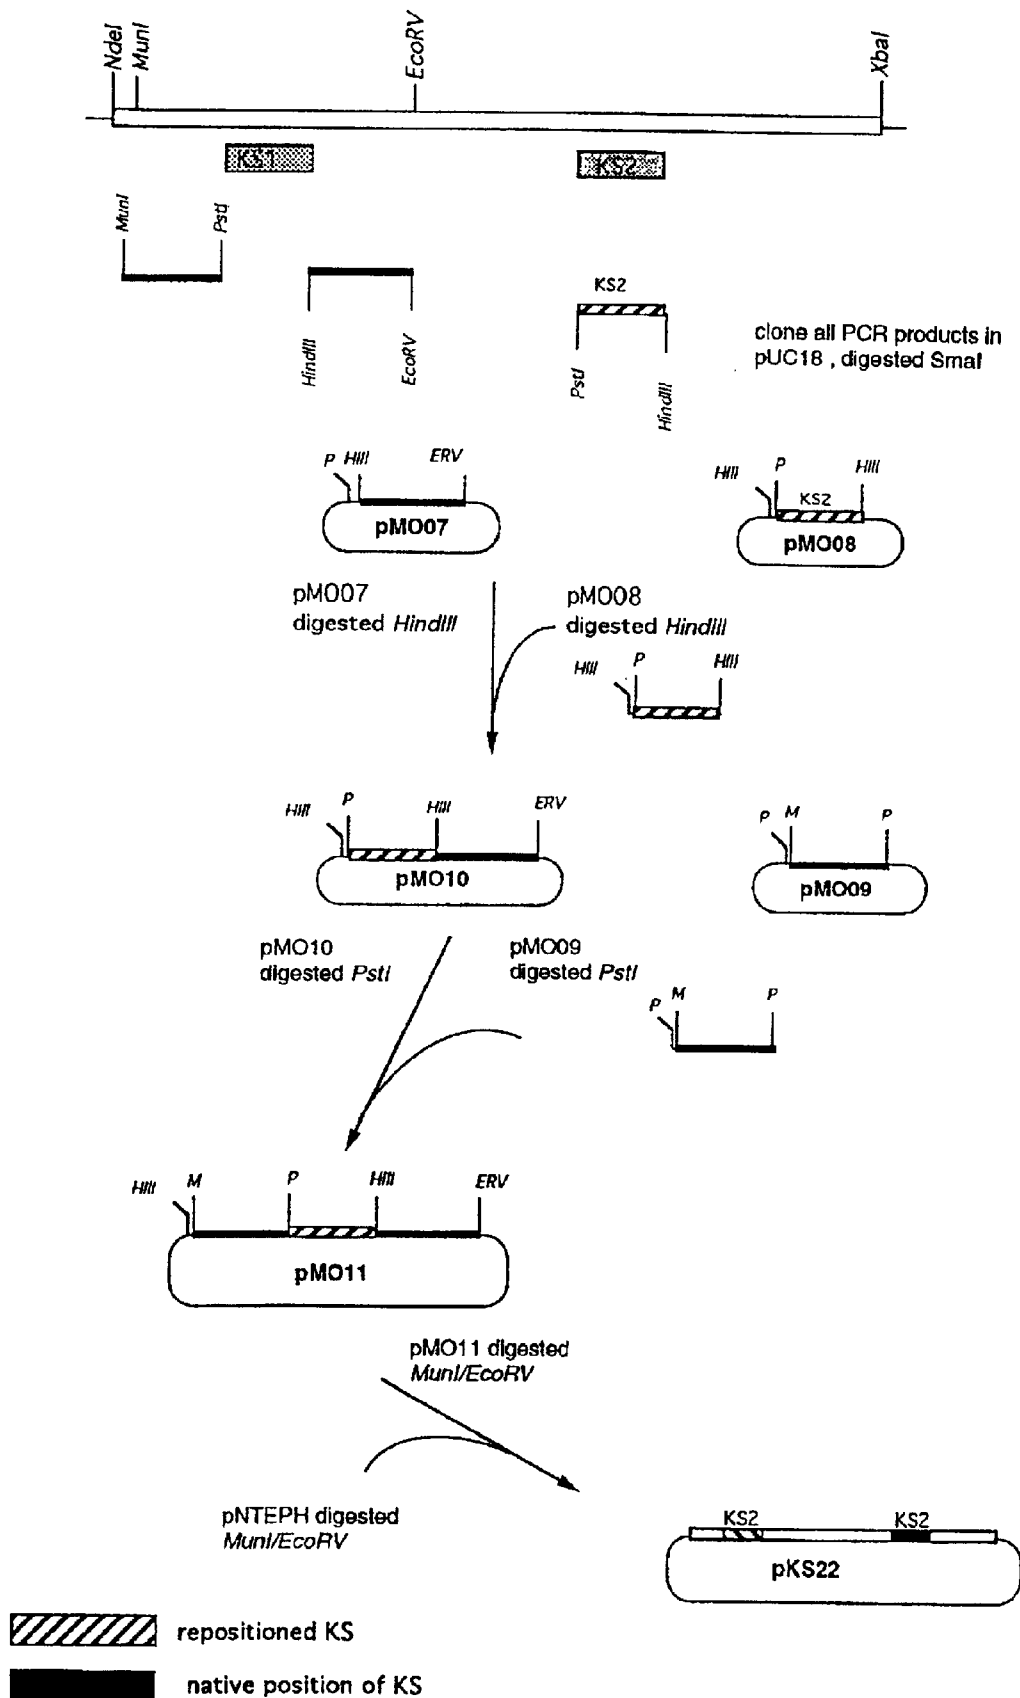 NdeI
MunI
EcoRV
XbaI
KS1
KS2
MunI
PstI
HindIII
EcoRV
KS2
PstI
HindIII
clone all PCR products in
pUC18 , digested SmaI
P HIII ERV
pMO07
HIII P HIII
KS2
pMO08
pMO07
digested HindIII
pMO08
digested HindIII
HIII P HIII
HIII P HIII ERV
pMO10
P M P
pMO09
pMO10
digested PstI
pMO09
digested PstI
P M P
HIII M P HIII ERV
pMO11
pMO11 digested
MunI/EcoRV
pNTEPH digested
MunI/EcoRV
KS2 KS2
pKS22
repositioned KS
native position of KS